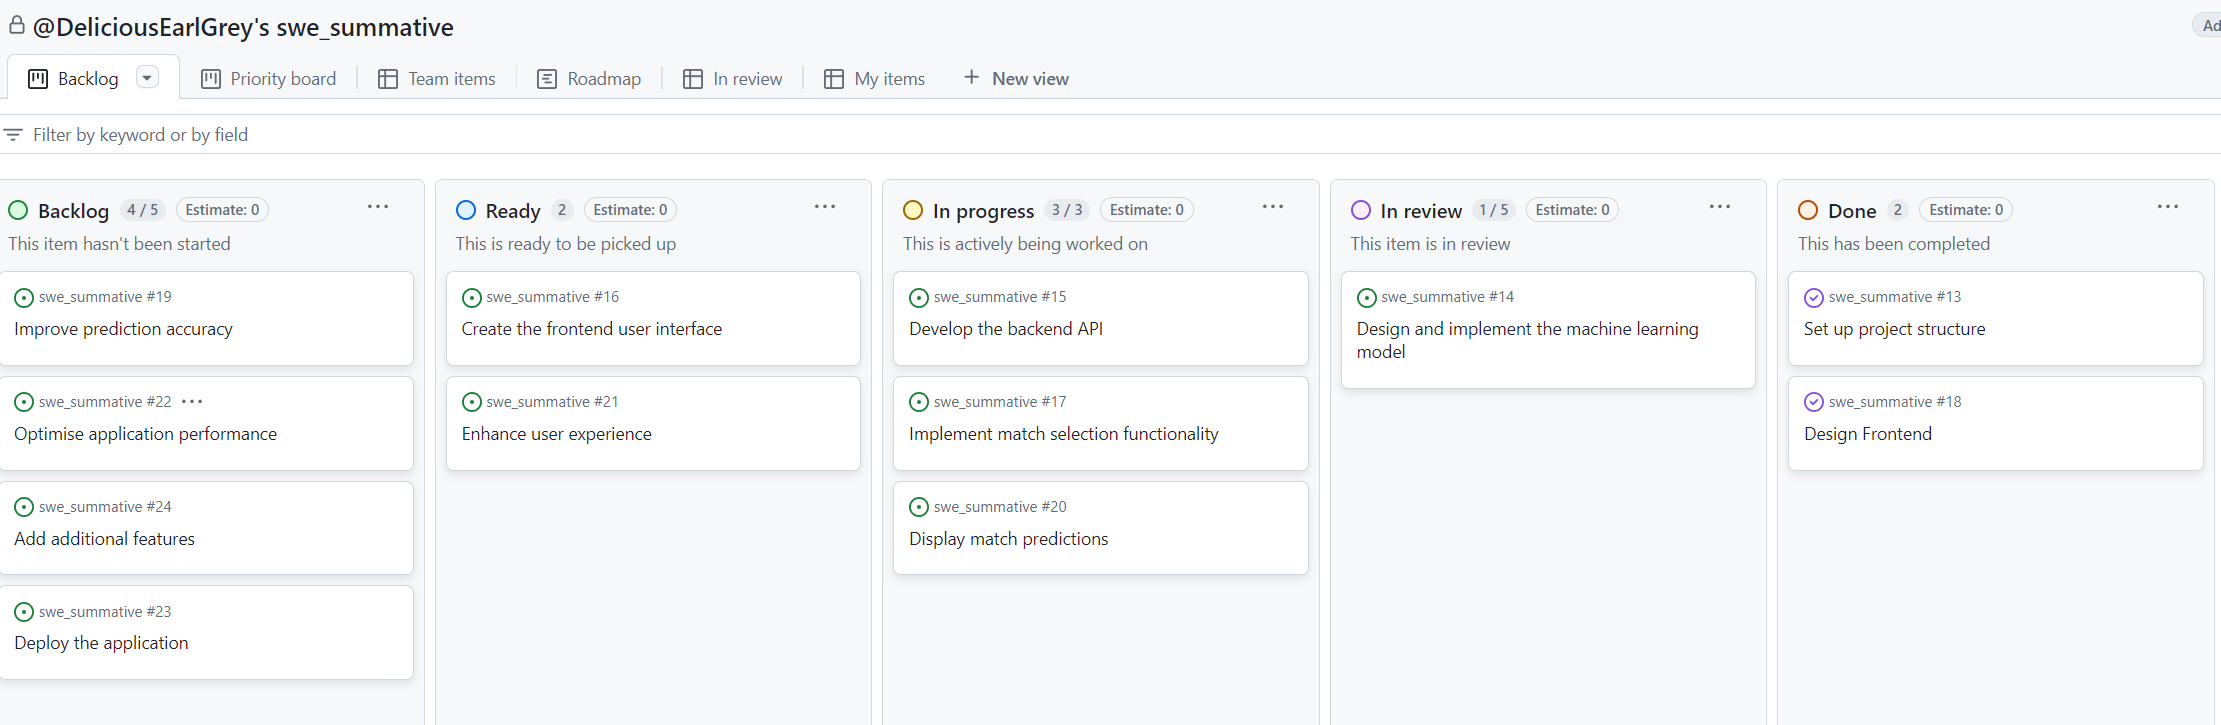 @DeliciousEarlGrey's swe_summative
Backlog
Priority board
Team items
Roadmap
In review
My items
New view
Filter by keyword or by field
Backlog 4 / 5 Estimate: 0
This item hasn't been started
swe_summative #19
Improve prediction accuracy
swe_summative #22
Optimise application performance
swe_summative #24
Add additional features
swe_summative #23
Deploy the application
Ready 2 Estimate: 0
This is ready to be picked up
swe_summative #16
Create the frontend user interface
swe_summative #21
Enhance user experience
In progress 3 / 3 Estimate: 0
This is actively being worked on
swe_summative #15
Develop the backend API
swe_summative #17
Implement match selection functionality
swe_summative #20
Display match predictions
In review 1 / 5 Estimate: 0
This item is in review
swe_summative #14
Design and implement the machine learning
model
Done 2 Estimate: 0
This has been completed
swe_summative #13
Set up project structure
swe_summative #18
Design Frontend